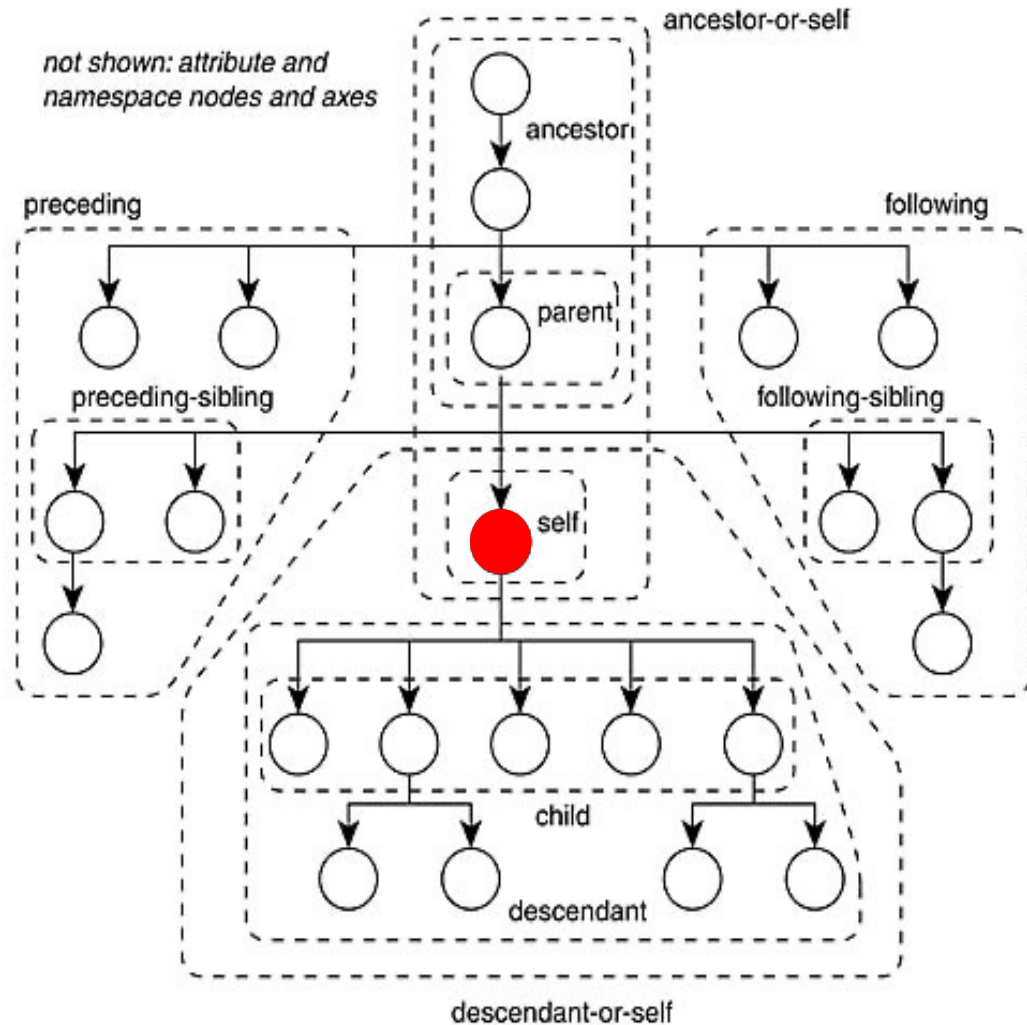 ancestor-or-self
not shown: attribute and
namespace nodes and axes
ancestor
preceding
following
parent
preceding-sibling
following-sibling
self
child
descendant
descendant-or-self